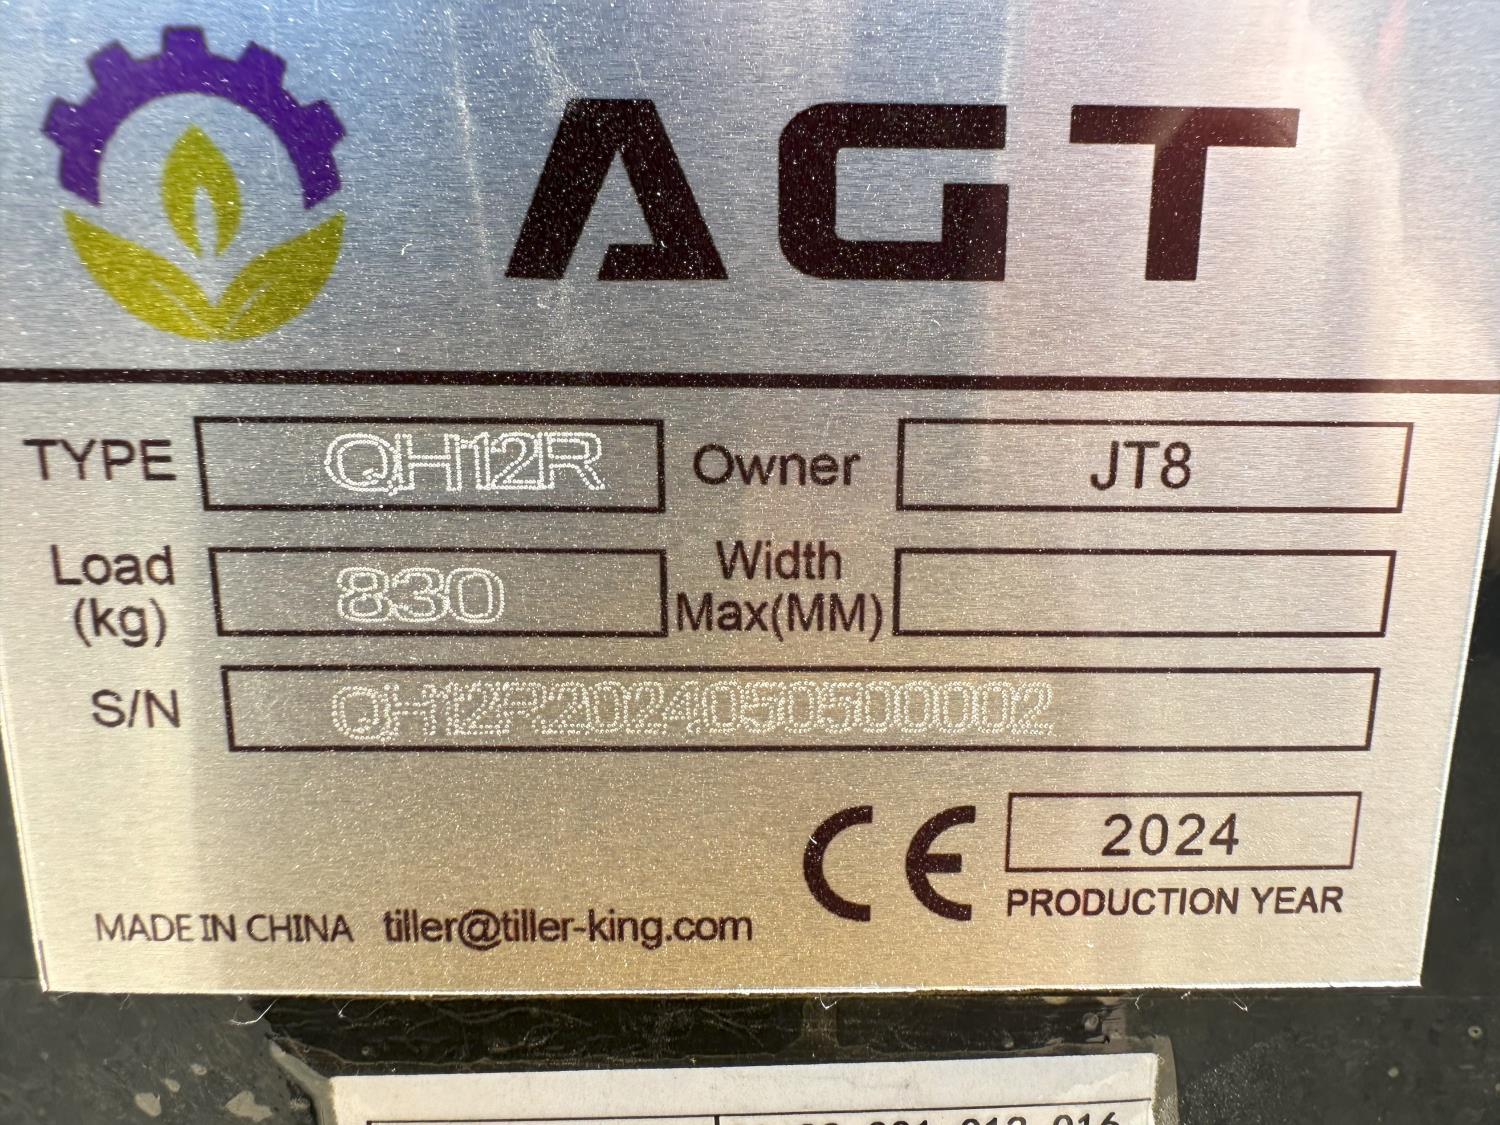 AGT
TYPE QH12R Owner JT8
Load (kg) 830 Width Max(MM)
S/N QH12R2024050500002
CE 2024
PRODUCTION YEAR
MADE IN CHINA tiller@tiller-king.com